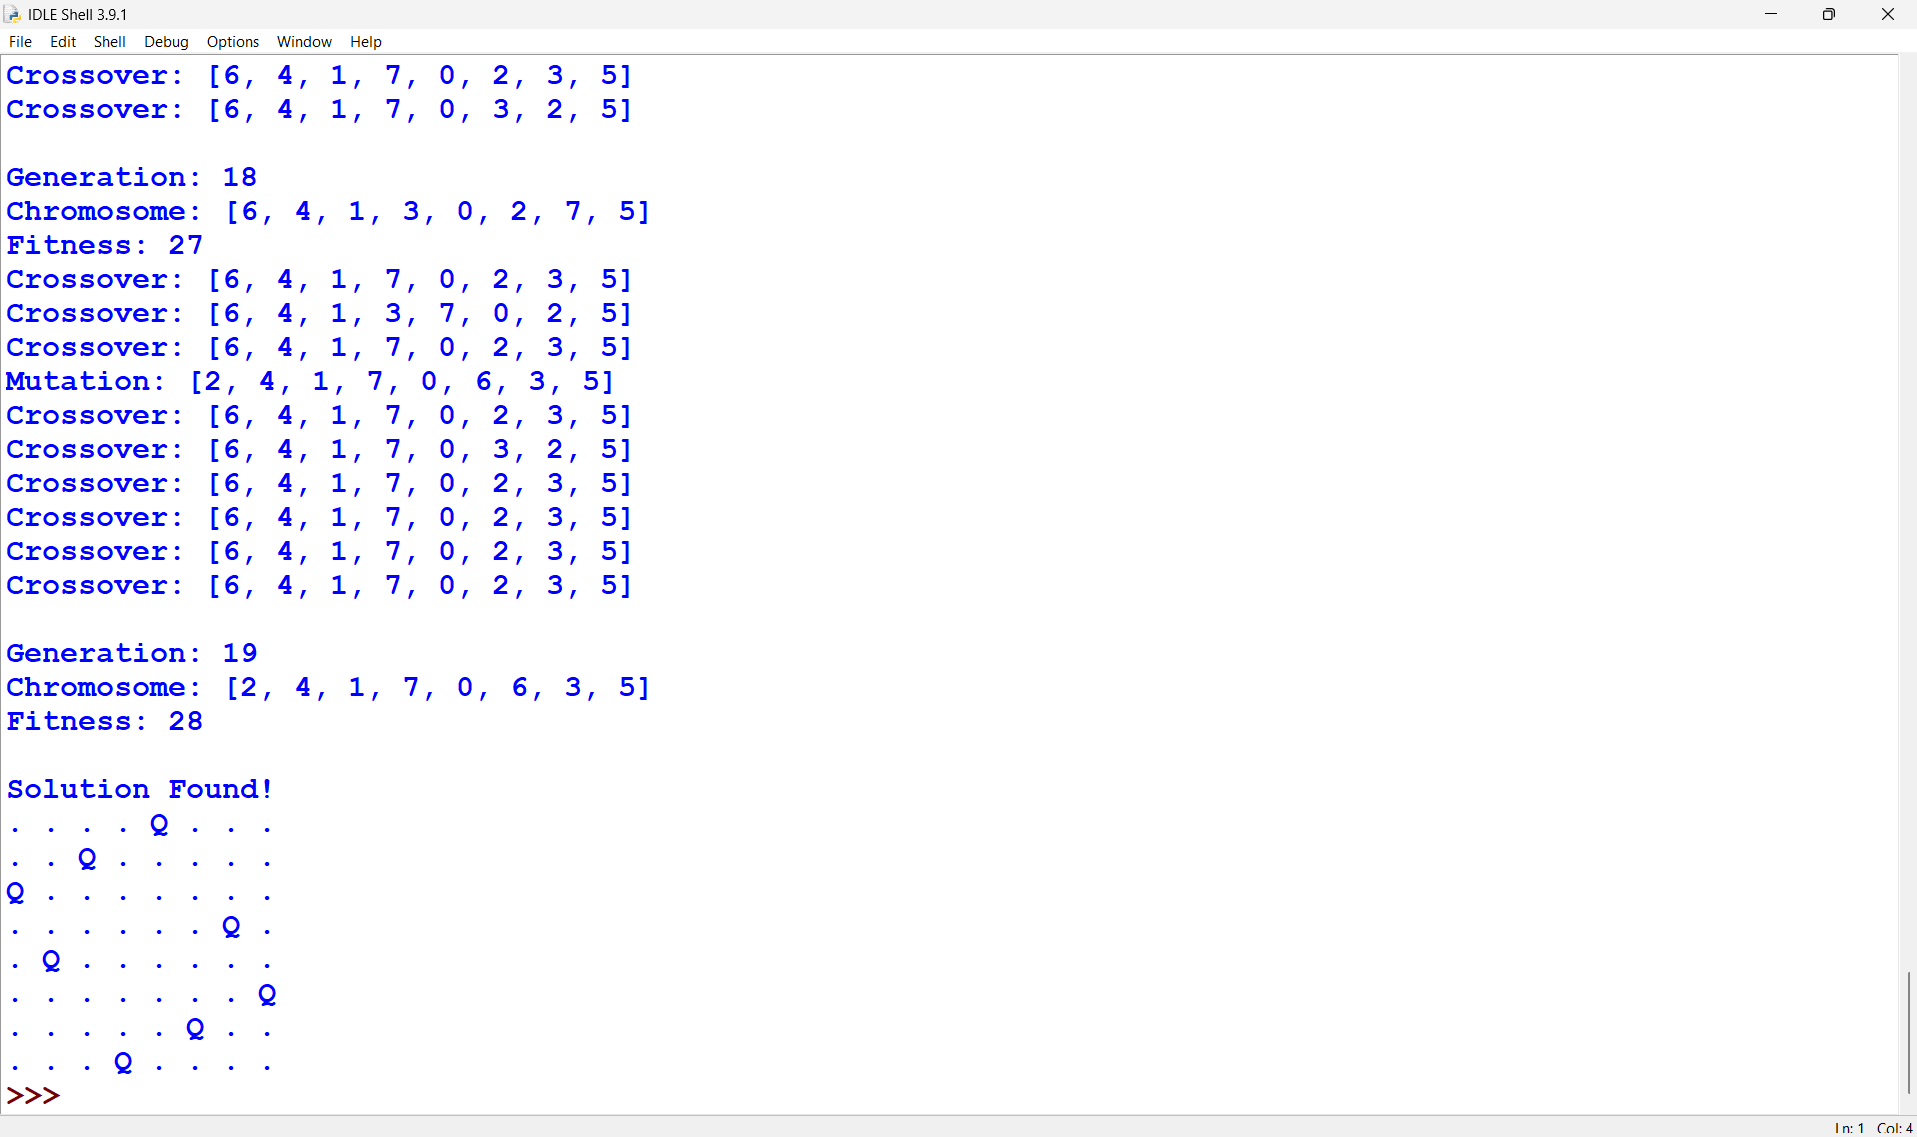 IDLE Shell 3.9.1
File Edit Shell Debug Options Window Help
Crossover: [6, 4, 1, 7, 0, 2, 3, 5]
Crossover: [6, 4, 1, 7, 0, 3, 2, 5]
Generation: 18
Chromosome: [6, 4, 1, 3, 0, 2, 7, 5]
Fitness: 27
Crossover: [6, 4, 1, 7, 0, 2, 3, 5]
Crossover: [6, 4, 1, 3, 7, 0, 2, 5]
Crossover: [6, 4, 1, 7, 0, 2, 3, 5]
Mutation: [2, 4, 1, 7, 0, 6, 3, 5]
Crossover: [6, 4, 1, 7, 0, 2, 3, 5]
Crossover: [6, 4, 1, 7, 0, 3, 2, 5]
Crossover: [6, 4, 1, 7, 0, 2, 3, 5]
Crossover: [6, 4, 1, 7, 0, 2, 3, 5]
Crossover: [6, 4, 1, 7, 0, 2, 3, 5]
Crossover: [6, 4, 1, 7, 0, 2, 3, 5]
Generation: 19
Chromosome: [2, 4, 1, 7, 0, 6, 3, 5]
Fitness: 28
Solution Found!
. . . . Q . . .
. . Q . . . . .
Q . . . . . . .
. . . . . . Q .
. Q . . . . . .
. . . . . . . Q
. . . . . Q . .
. . . Q . . . .
>>>
Ln: 1 Col: 4